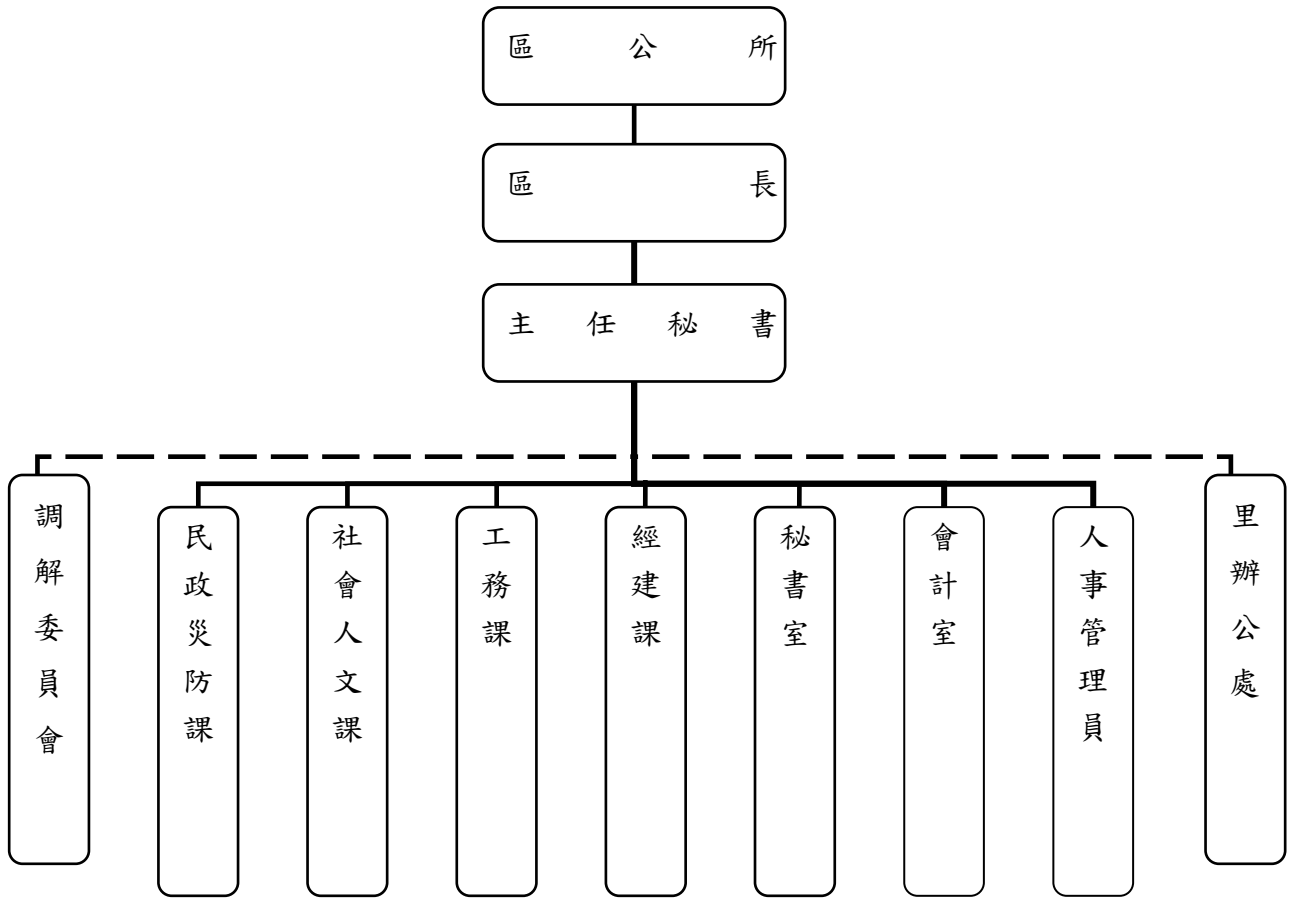 區公所
區長
主任秘書
調解委員會
民政災防課
社會人文課
工務課
經建課
秘書室
會計室
人事管理員
里辦公處